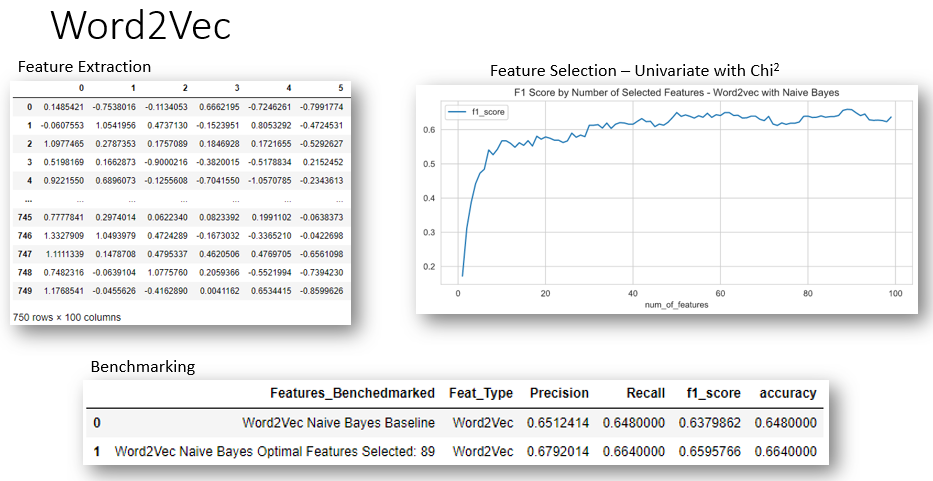 Word2Vec
Feature Extraction
0 1 2 3 4 5
0 0.1485421 -0.7538016 -0.1134053 0.6662195 -0.7246261 -0.7991774
1 -0.0607553 1.0541956 0.4737130 -0.1523951 0.8053292 -0.4724531
2 1.0977465 0.2787353 0.1757089 0.1846928 0.1721655 -0.5292627
3 0.5198169 0.1662873 -0.9000216 -0.3820015 -0.5178834 0.2152452
4 0.9221550 0.6896073 -0.1255608 -0.7041550 -1.0570785 -0.2343613
... ... ... ... ... ... ...
745 0.7777841 0.2974014 0.0622340 0.0823392 0.1991102 -0.0638373
746 1.3327909 1.0493979 0.4724289 -0.1673032 -0.3365210 -0.0422698
747 1.1111339 0.1478708 0.4795337 0.4620506 0.4769705 -0.6561098
748 0.7482316 -0.0639104 1.0775760 0.2059366 -0.5521994 -0.7394230
749 1.1768541 -0.0455626 -0.4162890 0.0041162 0.6534415 -0.8599626
750 rows × 100 columns
Feature Selection – Univariate with Chi²
F1 Score by Number of Selected Features - Word2vec with Naive Bayes
f1_score
0.6
0.5
0.4
0.3
0.2
0 20 40 60 80 100
num_of_features
Benchmarking
Features_Benchedmarked Feat_Type Precision Recall f1_score accuracy
0 Word2Vec Naive Bayes Baseline Word2Vec 0.6512414 0.6480000 0.6379862 0.6480000
1 Word2Vec Naive Bayes Optimal Features Selected: 89 Word2Vec 0.6792014 0.6640000 0.6595766 0.6640000